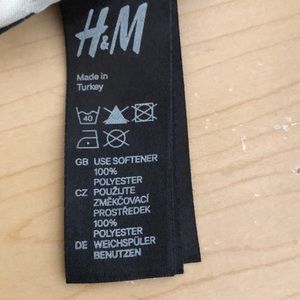 H&M
Made in
Turkey
40
GB USE SOFTENER
100%
POLYESTER
CZ POUŽIJTE
ZMĚKČOVACÍ
PROSTŘEDEK
100%
POLYESTER
DE WEICHSPÜLER
BENUTZEN